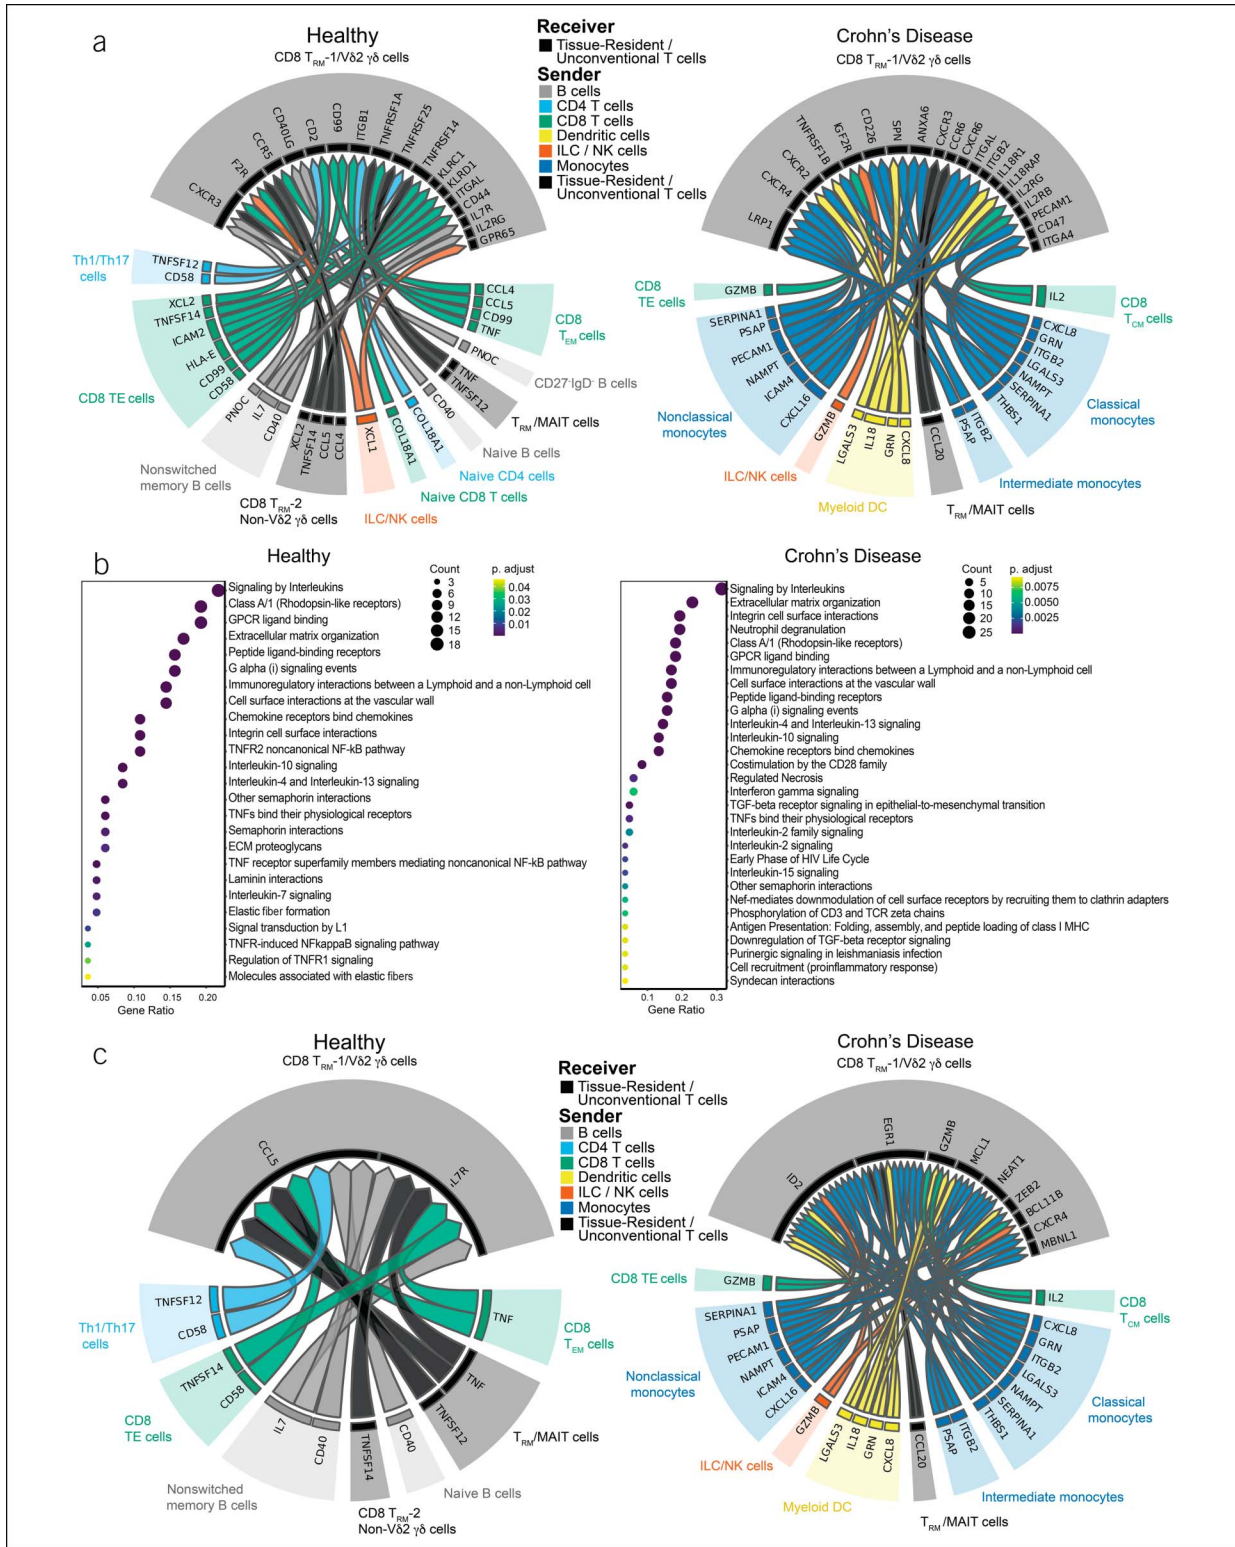 a
Healthy
CD8 TRM-1/Vδ2 γδ cells
CXCR3
F2R
CCR5
CD40LG
CD2
CD99
ITGB1
TNFRSF1A
TNFRSF25
TNFRSF14
KLRC1
KLRD1
ITGAL
CD44
IL7R
IL2RG
GPR65
Th1/Th17
cells
TNFSF12
CD58
CD8 TE cells
XCL2
TNFSF14
ICAM2
HLA-E
CD99
CD58
Nonswitched
memory B cells
PNOC
IL7
CD40
CD8 TRM-2
Non-Vδ2 γδ cells
XCL2
TNFSF14
CCL5
CCL4
ILC/NK cells
XCL1
Naive CD8 T cells
COL18A1
Naive CD4 cells
COL18A1
Naive B cells
CD40
TRM/MAIT cells
TNF
TNFSF12
CD27-IgD- B cells
PNOC
CD8
TEM cells
CCL4
CCL5
CD99
TNF
Receiver
Tissue-Resident /
Unconventional T cells
Sender
B cells
CD4 T cells
CD8 T cells
Dendritic cells
ILC / NK cells
Monocytes
Tissue-Resident /
Unconventional T cells
Crohn's Disease
CD8 TRM-1/Vδ2 γδ cells
LRP1
CXCR4
CXCR2
TNFRSF1B
IGF2R
CD226
SPN
ANXA6
CXCR3
CCR6
CXCR6
ITGAL
ITGB2
IL18R1
IL18RAP
IL2RG
IL2RB
PECAM1
CD47
ITGA4
CD8
TE cells
GZMB
Nonclassical
monocytes
SERPINA1
PSAP
PECAM1
NAMPT
ICAM4
CXCL16
ILC/NK cells
GZMB
Myeloid DC
LGALS3
IL18
GRN
CXCL8
TRM/MAIT cells
CCL20
Intermediate monocytes
PSAP
ITGB2
Classical
monocytes
CXCL8
GRN
ITGB2
LGALS3
NAMPT
SERPINA1
THBS1
CD8
TCM cells
IL2
b
Healthy
Signaling by Interleukins
Class A/1 (Rhodopsin-like receptors)
GPCR ligand binding
Extracellular matrix organization
Peptide ligand-binding receptors
G alpha (i) signaling events
Immunoregulatory interactions between a Lymphoid and a non-Lymphoid cell
Cell surface interactions at the vascular wall
Chemokine receptors bind chemokines
Integrin cell surface interactions
TNFR2 noncanonical NF-kB pathway
Interleukin-10 signaling
Interleukin-4 and Interleukin-13 signaling
Other semaphorin interactions
TNFs bind their physiological receptors
Semaphorin interactions
ECM proteoglycans
TNF receptor superfamily members mediating noncanonical NF-kB pathway
Laminin interactions
Interleukin-7 signaling
Elastic fiber formation
Signal transduction by L1
TNFR-induced NFkappaB signaling pathway
Regulation of TNFR1 signaling
Molecules associated with elastic fibers
0.05 0.10 0.15 0.20
Gene Ratio
Count
3
6
9
12
15
18
p. adjust
0.04
0.03
0.02
0.01
Crohn's Disease
Signaling by Interleukins
Extracellular matrix organization
Integrin cell surface interactions
Neutrophil degranulation
Class A/1 (Rhodopsin-like receptors)
GPCR ligand binding
Immunoregulatory interactions between a Lymphoid and a non-Lymphoid cell
Cell surface interactions at the vascular wall
Peptide ligand-binding receptors
G alpha (i) signaling events
Interleukin-4 and Interleukin-13 signaling
Interleukin-10 signaling
Chemokine receptors bind chemokines
Costimulation by the CD28 family
Regulated Necrosis
Interferon gamma signaling
TGF-beta receptor signaling in epithelial-to-mesenchymal transition
TNFs bind their physiological receptors
Interleukin-2 family signaling
Interleukin-2 signaling
Early Phase of HIV Life Cycle
Interleukin-15 signaling
Other semaphorin interactions
Nef-mediates downmodulation of cell surface receptors by recruiting them to clathrin adapters
Phosphorylation of CD3 and TCR zeta chains
Antigen Presentation: Folding, assembly, and peptide loading of class I MHC
Downregulation of TGF-beta receptor signaling
Purinergic signaling in leishmaniasis infection
Cell recruitment (proinflammatory response)
Syndecan interactions
0.1 0.2 0.3
Gene Ratio
Count
5
10
15
20
25
p. adjust
0.0075
0.0050
0.0025
c
Healthy
CD8 TRM-1/Vδ2 γδ cells
CCL5
IL7R
Th1/Th17
cells
TNFSF12
CD58
CD8
TE cells
TNFSF14
CD58
Nonswitched
memory B cells
IL7
CD40
CD8 TRM-2
Non-Vδ2 γδ cells
TNFSF14
Naive B cells
CD40
TRM/MAIT cells
TNF
TNFSF12
CD8
TEM cells
TNF
Receiver
Tissue-Resident /
Unconventional T cells
Sender
B cells
CD4 T cells
CD8 T cells
Dendritic cells
ILC / NK cells
Monocytes
Tissue-Resident /
Unconventional T cells
Crohn's Disease
CD8 TRM-1/Vδ2 γδ cells
ID2
EGR1
GZMB
MCL1
NEAT1
ZEB2
BCL11B
CXCR4
MBNL1
CD8 TE cells
GZMB
Nonclassical
monocytes
SERPINA1
PSAP
PECAM1
NAMPT
ICAM4
CXCL16
ILC/NK cells
GZMB
Myeloid DC
LGALS3
IL18
GRN
CXCL8
TRM/MAIT cells
CCL20
Intermediate monocytes
PSAP
ITGB2
Classical
monocytes
CXCL8
GRN
ITGB2
LGALS3
NAMPT
SERPINA1
THBS1
CD8
TCM cells
IL2